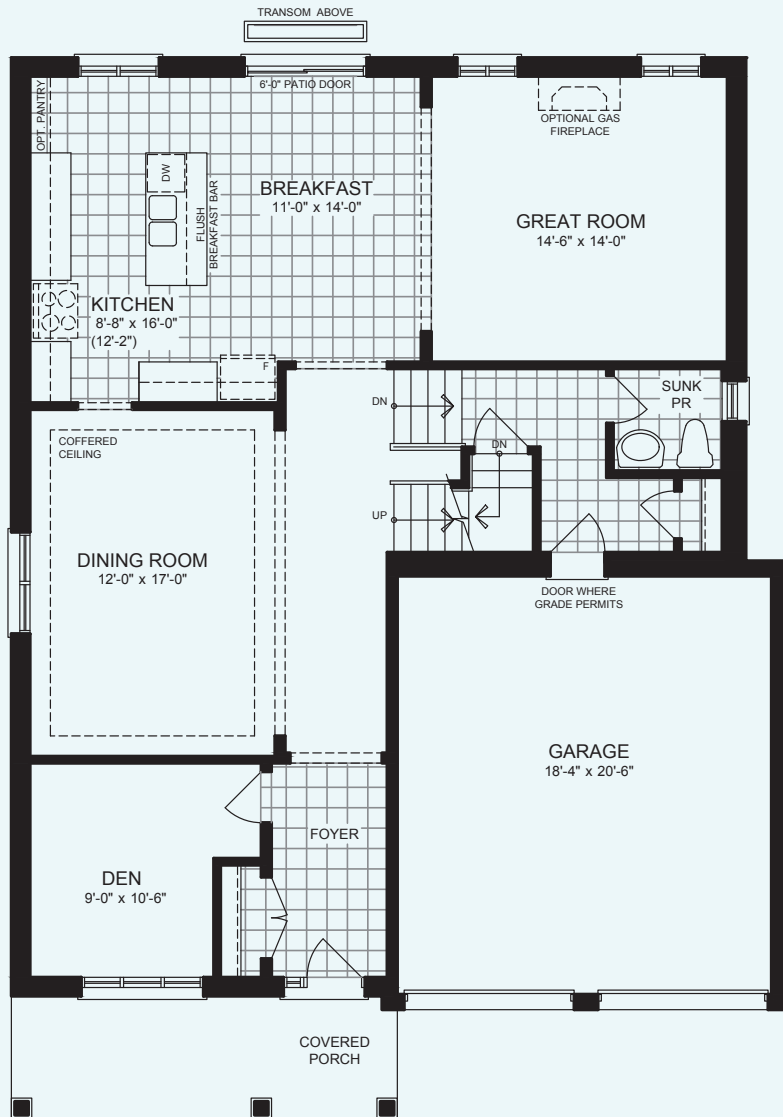 TRANSOM ABOVE
6'-0" PATIO DOOR
OPT. PANTRY
OPTIONAL GAS
FIREPLACE
DW
FLUSH
BREAKFAST BAR
BREAKFAST
11'-0" x 14'-0"
GREAT ROOM
14'-6" x 14'-0"
KITCHEN
8'-8" x 16'-0"
(12'-2")
F
DN
SUNK
PR
COFFERED
CEILING
DN
UP
DINING ROOM
12'-0" x 17'-0"
DOOR WHERE
GRADE PERMITS
GARAGE
18'-4" x 20'-6"
FOYER
DEN
9'-0" x 10'-6"
COVERED
PORCH